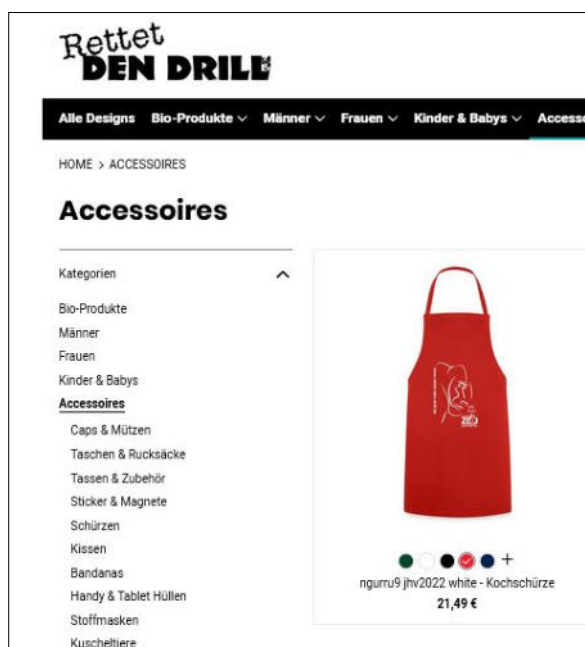 Rettet
DEN DRILL
Alle Designs Bio-Produkte Männer Frauen Kinder & Babys Accesso
HOME > ACCESSOIRES
Accessoires
Kategorien
Bio-Produkte
Männer
Frauen
Kinder & Babys
Accessoires
Caps & Mützen
Taschen & Rucksäcke
Tassen & Zubehör
Sticker & Magnete
Schürzen
Kissen
Bandanas
Handy & Tablet Hüllen
Stoffmasken
Kuscheltiere
ngurru9 jhv2022 white - Kochschürze
21,49 €